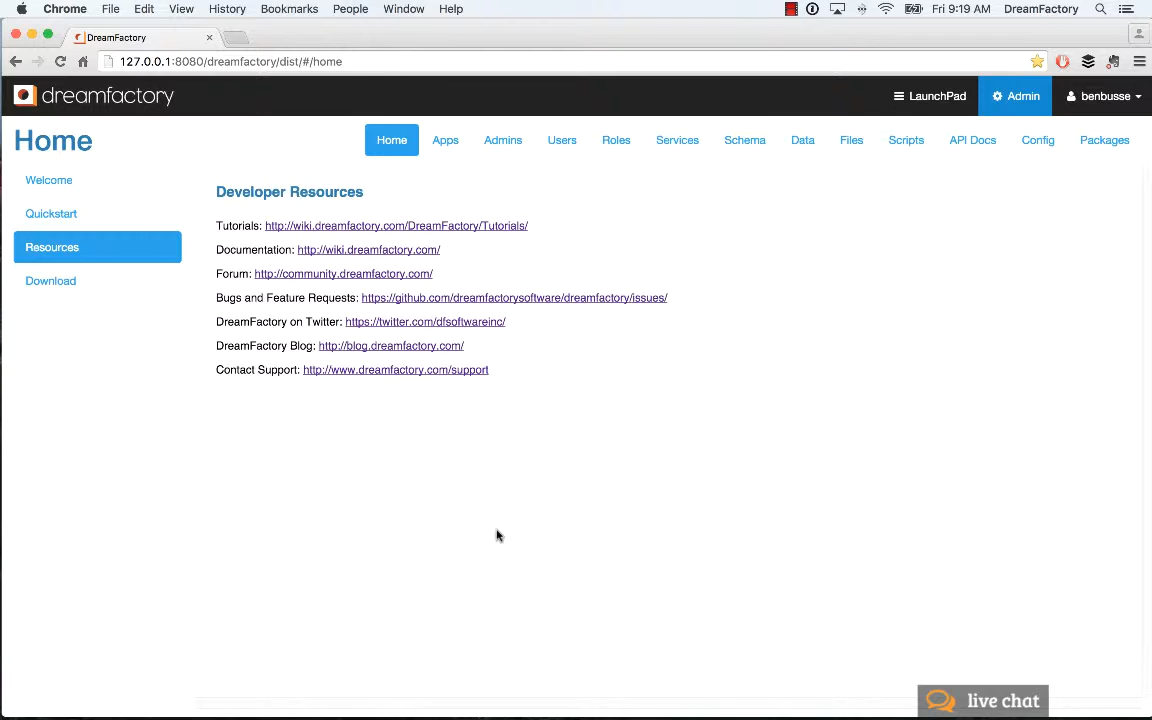 Chrome File Edit View History Bookmarks People Window Help Fri 9:19 AM DreamFactory
DreamFactory
127.0.0.1:8080/dreamfactory/dist/#/home
dreamfactory LaunchPad Admin benbusse
Home Home Apps Admins Users Roles Services Schema Data Files Scripts API Docs Config Packages
Welcome
Quickstart
Resources
Download
Developer Resources
Tutorials: http://wiki.dreamfactory.com/DreamFactory/Tutorials/
Documentation: http://wiki.dreamfactory.com/
Forum: http://community.dreamfactory.com/
Bugs and Feature Requests: https://github.com/dreamfactorysoftware/dreamfactory/issues/
DreamFactory on Twitter: https://twitter.com/dfsoftwareinc/
DreamFactory Blog: http://blog.dreamfactory.com/
Contact Support: http://www.dreamfactory.com/support
live chat